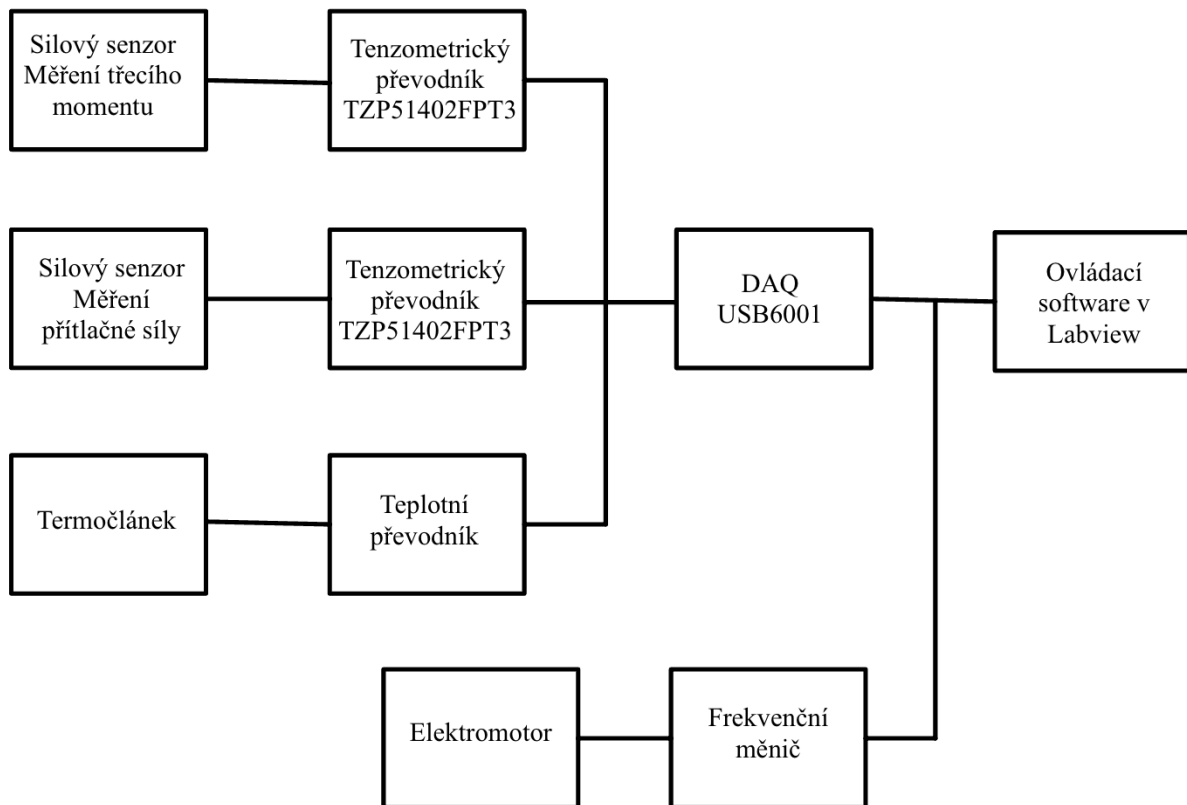 Silový senzor
Měření třecího
momentu
Tenzometrický
převodník
TZP51402FPT3
Silový senzor
Měření
přítlačné síly
Tenzometrický
převodník
TZP51402FPT3
DAQ
USB6001
Ovládací
software v
Labview
Termočlánek
Teplotní
převodník
Elektromotor
Frekvenční
měnič